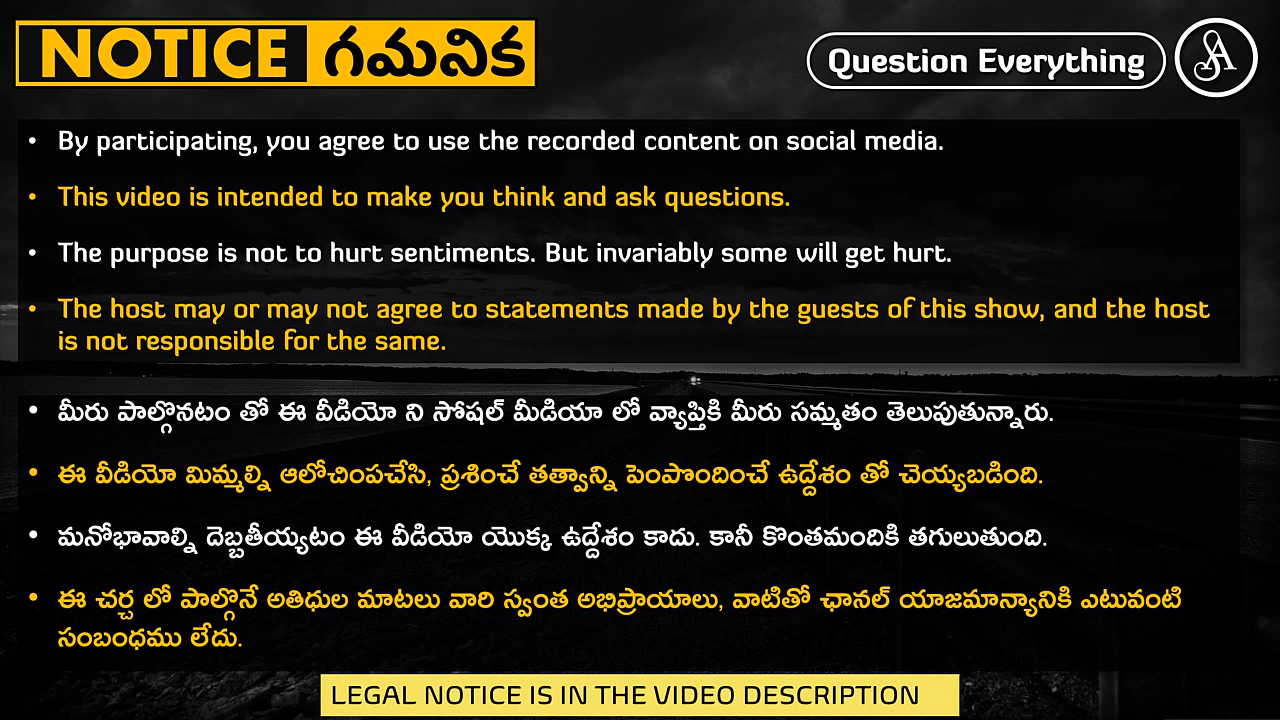 NOTICE గమనిక
Question Everything
• By participating, you agree to use the recorded content on social media.
• This video is intended to make you think and ask questions.
• The purpose is not to hurt sentiments. But invariably some will get hurt.
• The host may or may not agree to statements made by the guests of this show, and the host
is not responsible for the same.
• మీరు పాల్గొనటం తో ఈ వీడియో ని సోషల్ మీడియా లో వ్యాప్తికి మీరు సమ్మతం తెలుపుతున్నారు.
• ఈ వీడియో మిమ్మల్ని ఆలోచింపచేసి, ప్రశించే తత్వాన్ని పెంపొందించే ఉద్దేశం తో చెయ్యబడింది.
• మనోభావాల్ని దెబ్బతీయ్యటం ఈ వీడియో యొక్క ఉద్దేశం కాదు. కానీ కొంతమందికి తగులుతుంది.
• ఈ చర్చ లో పాల్గొనే అతిధుల మాటలు వారి స్వంత అభిప్రాయాలు, వాటితో ఛానల్ యాజమాన్యానికి ఎటువంటి
సంబంధము లేదు.
LEGAL NOTICE IS IN THE VIDEO DESCRIPTION